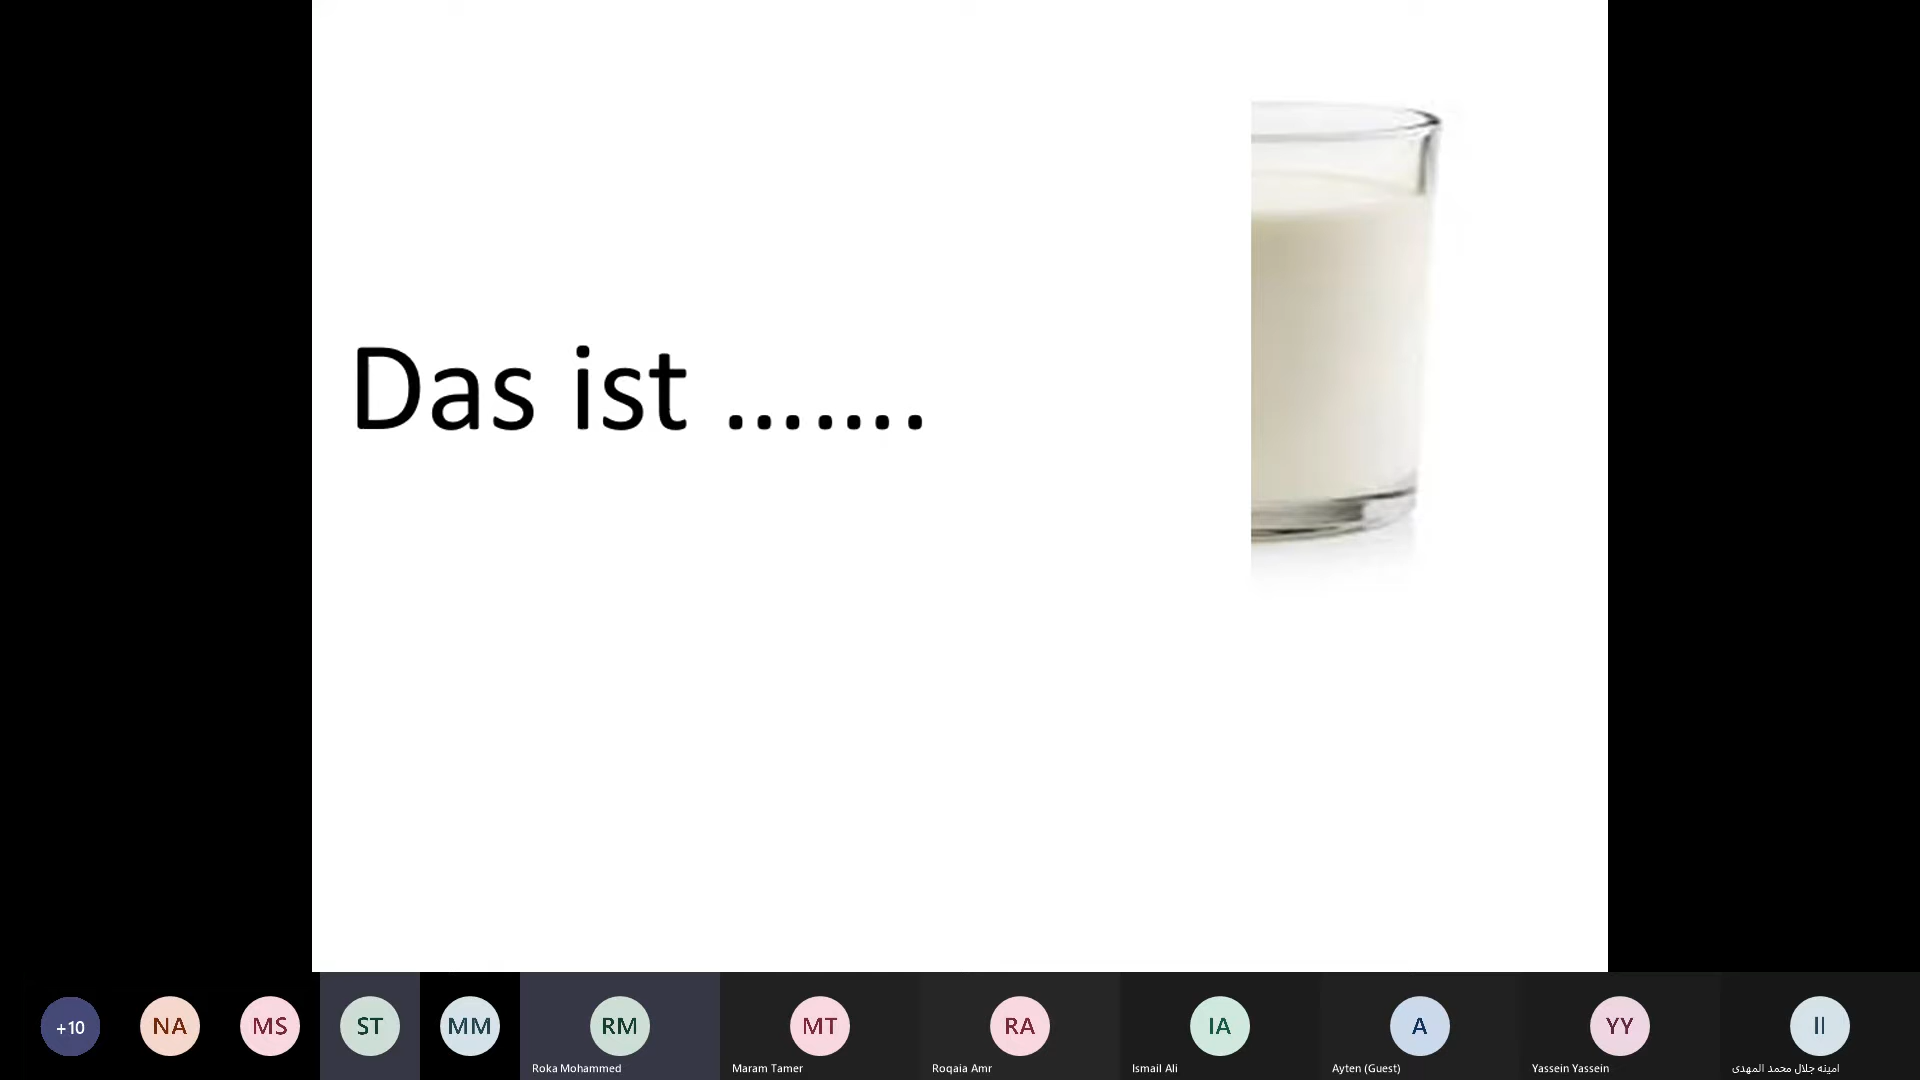 Das ist .......
+10
NA
MS
ST
MM
RM
MT
RA
IA
A
YY
اا
Roka Mohammed
Maram Tamer
Roqaia Amr
Ismail Ali
Ayten (Guest)
Yassein Yassein
امينه جلال محمد المهدى